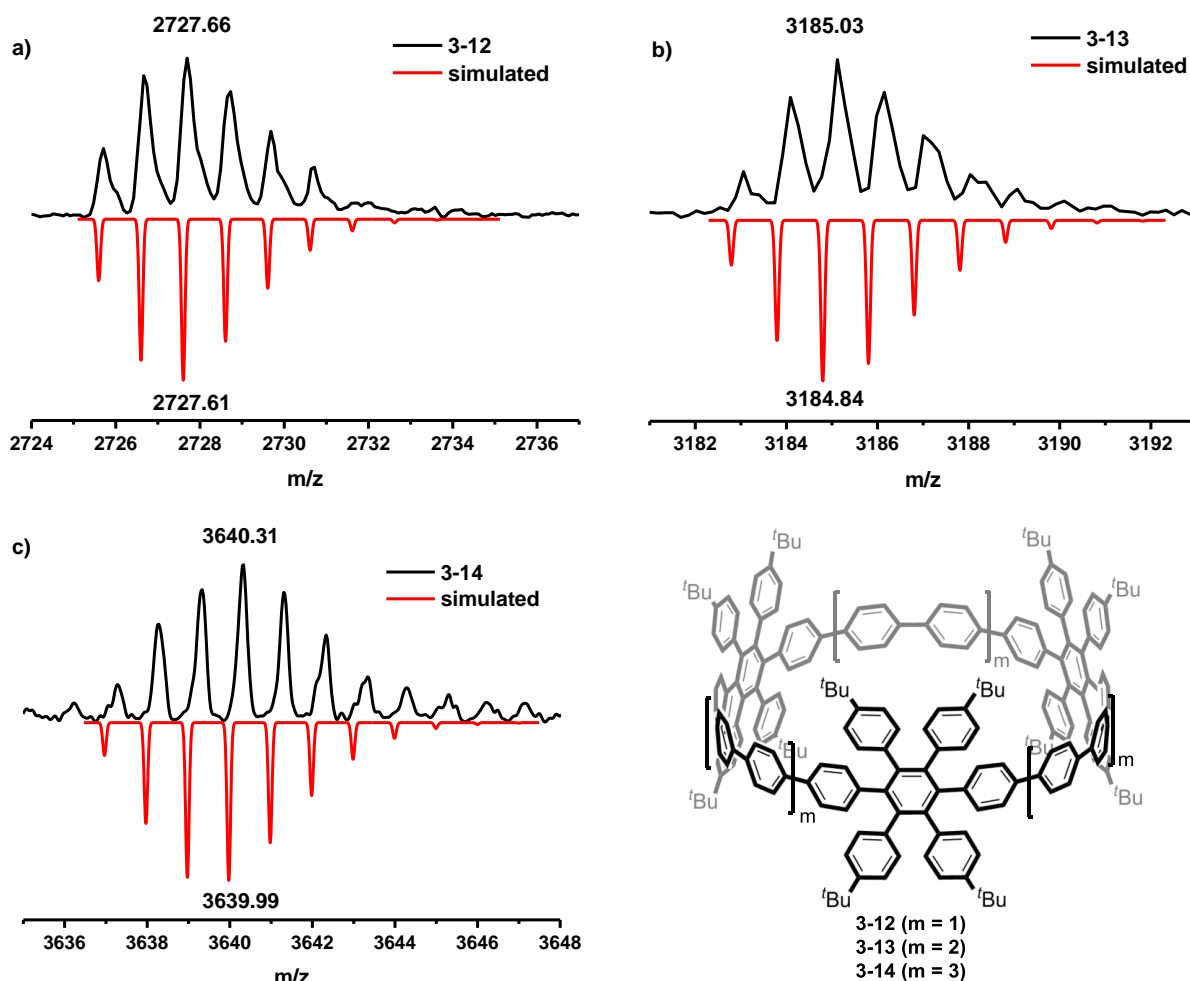 a)
2727.66
3-12
simulated
2727.61
2724 2726 2728 2730 2732 2734 2736
m/z
b)
3185.03
3-13
simulated
3184.84
3182 3184 3186 3188 3190 3192
m/z
c)
3640.31
3-14
simulated
3639.99
3636 3638 3640 3642 3644 3646 3648
m/z
tBu tBu
tBu tBu
m
tBu tBu
tBu tBu
m m
tBu tBu
tBu tBu
3-12 (m = 1)
3-13 (m = 2)
3-14 (m = 3)